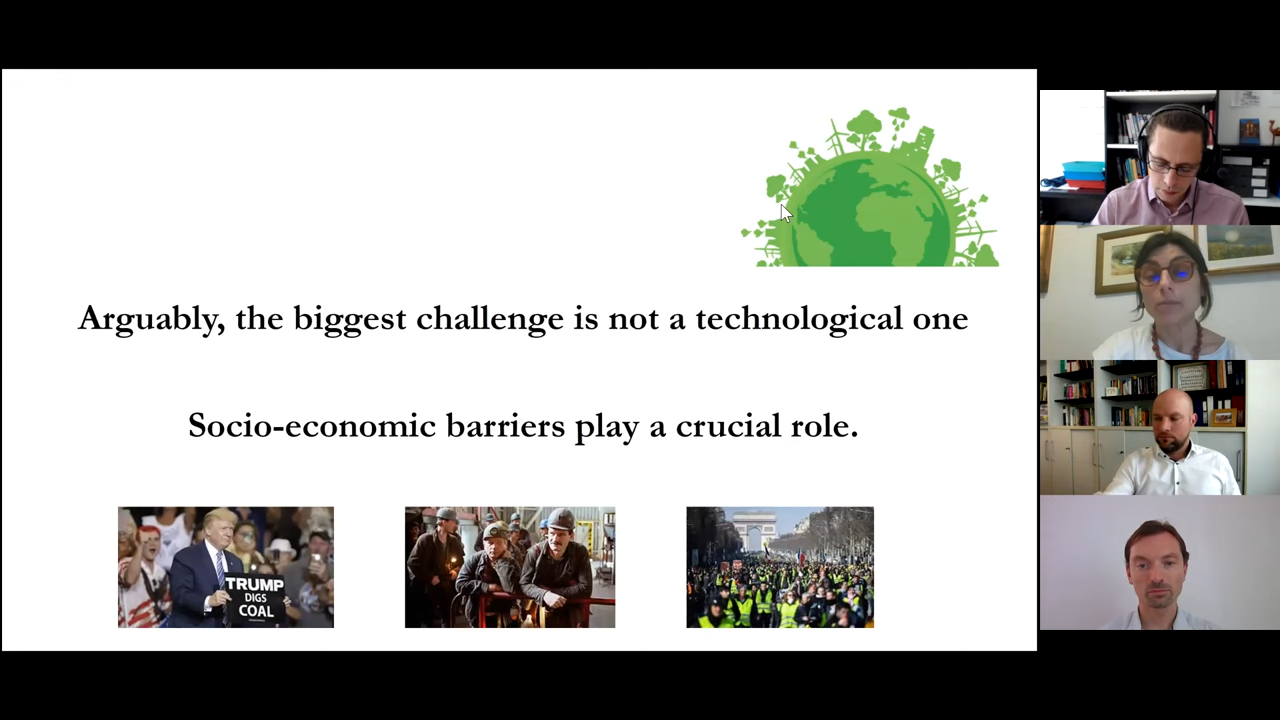 Arguably, the biggest challenge is not a technological one
Socio-economic barriers play a crucial role.
TRUMP
DIGS
COAL